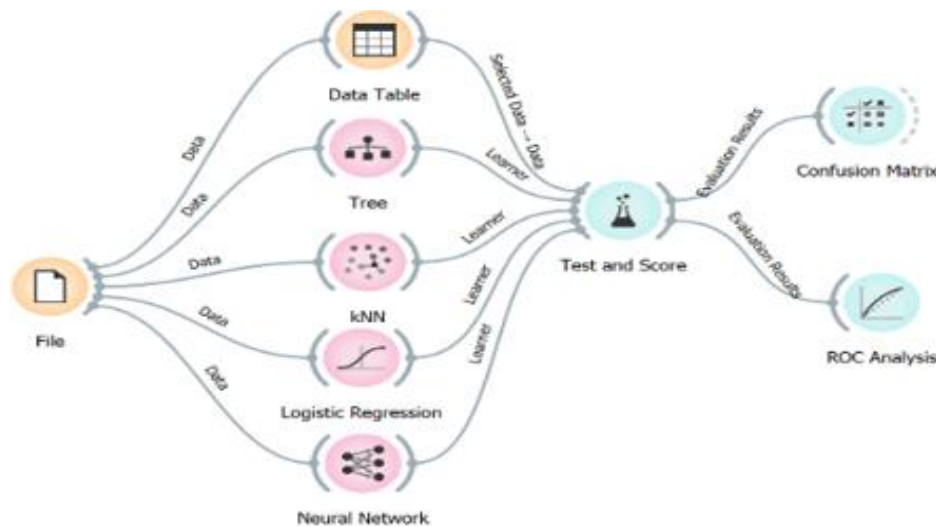 Data Table
Selected Data → Data
Data
Tree
Learner
Data
kNN
Learner
Data
File
Logistic Regression
Learner
Data
Neural Network
Learner
Data
Test and Score
Evaluation Results
Confusion Matrix
Evaluation Results
ROC Analysis